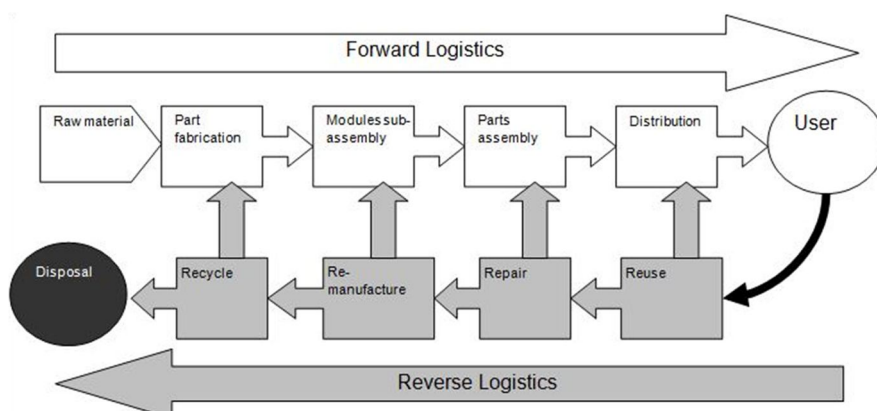 Forward Logistics
Raw material
Part
fabrication
Modules sub-
assembly
Parts
assembly
Distribution
User
Disposal
Recycle
Re-
manufacture
Repair
Reuse
Reverse Logistics